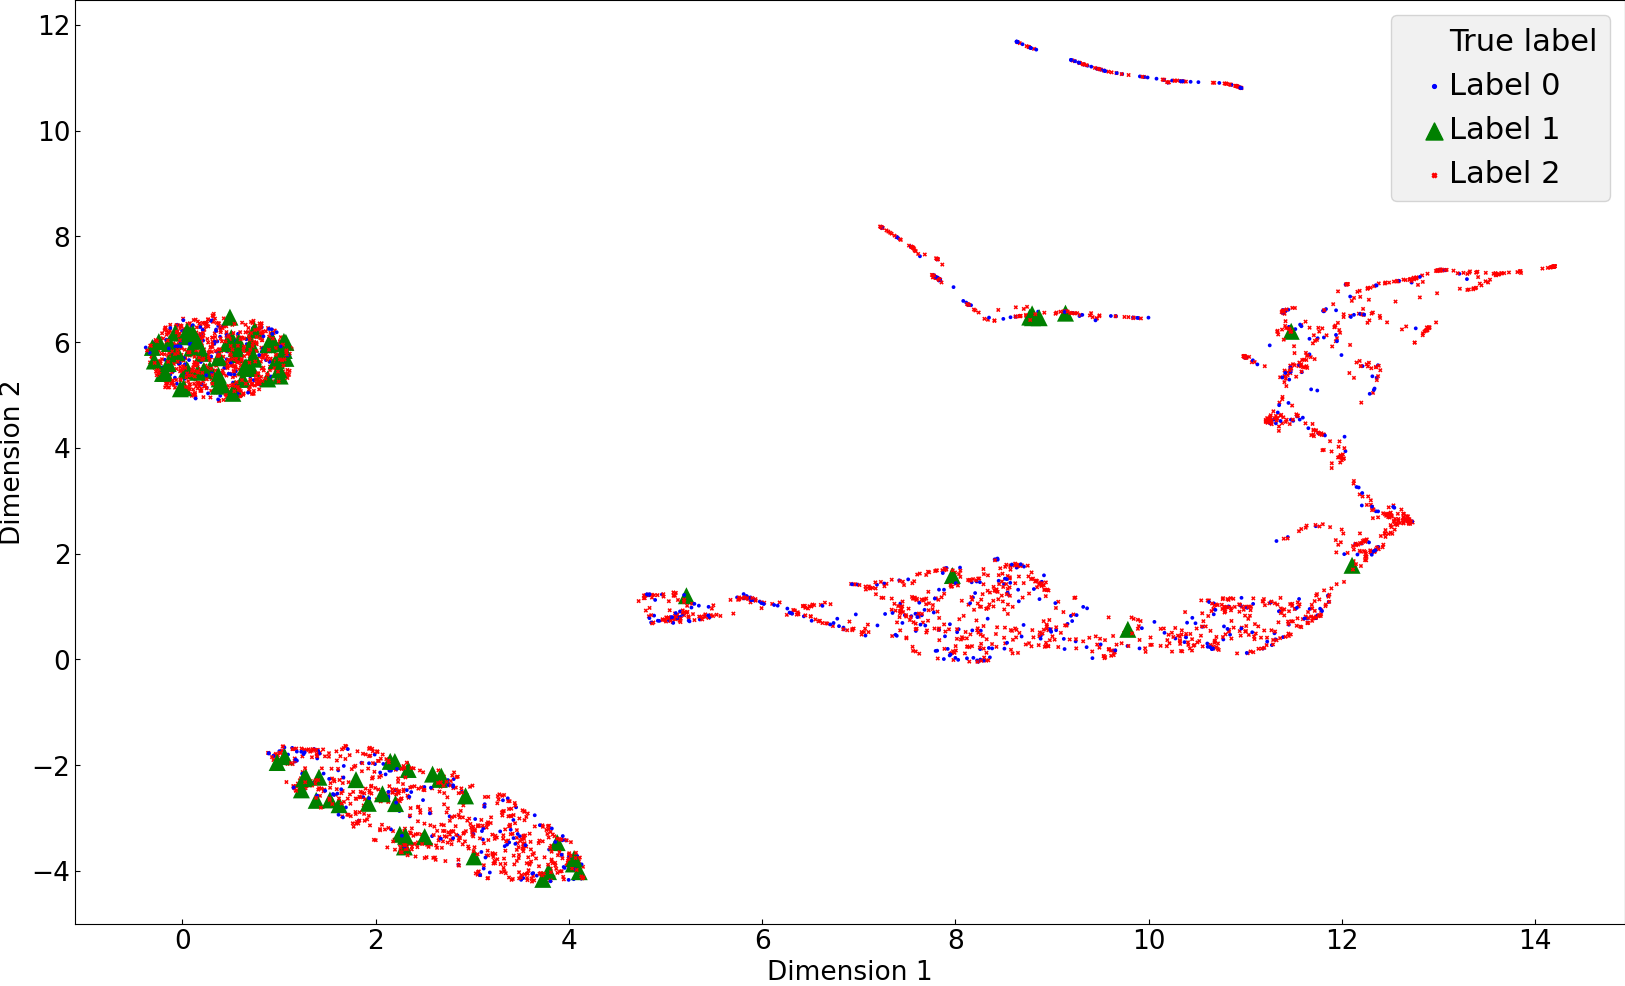 True label
Label 0
Label 1
Label 2
12
10
8
6
4
2
0
−2
−4
Dimension 2
0 2 4 6 8 10 12 14
Dimension 1